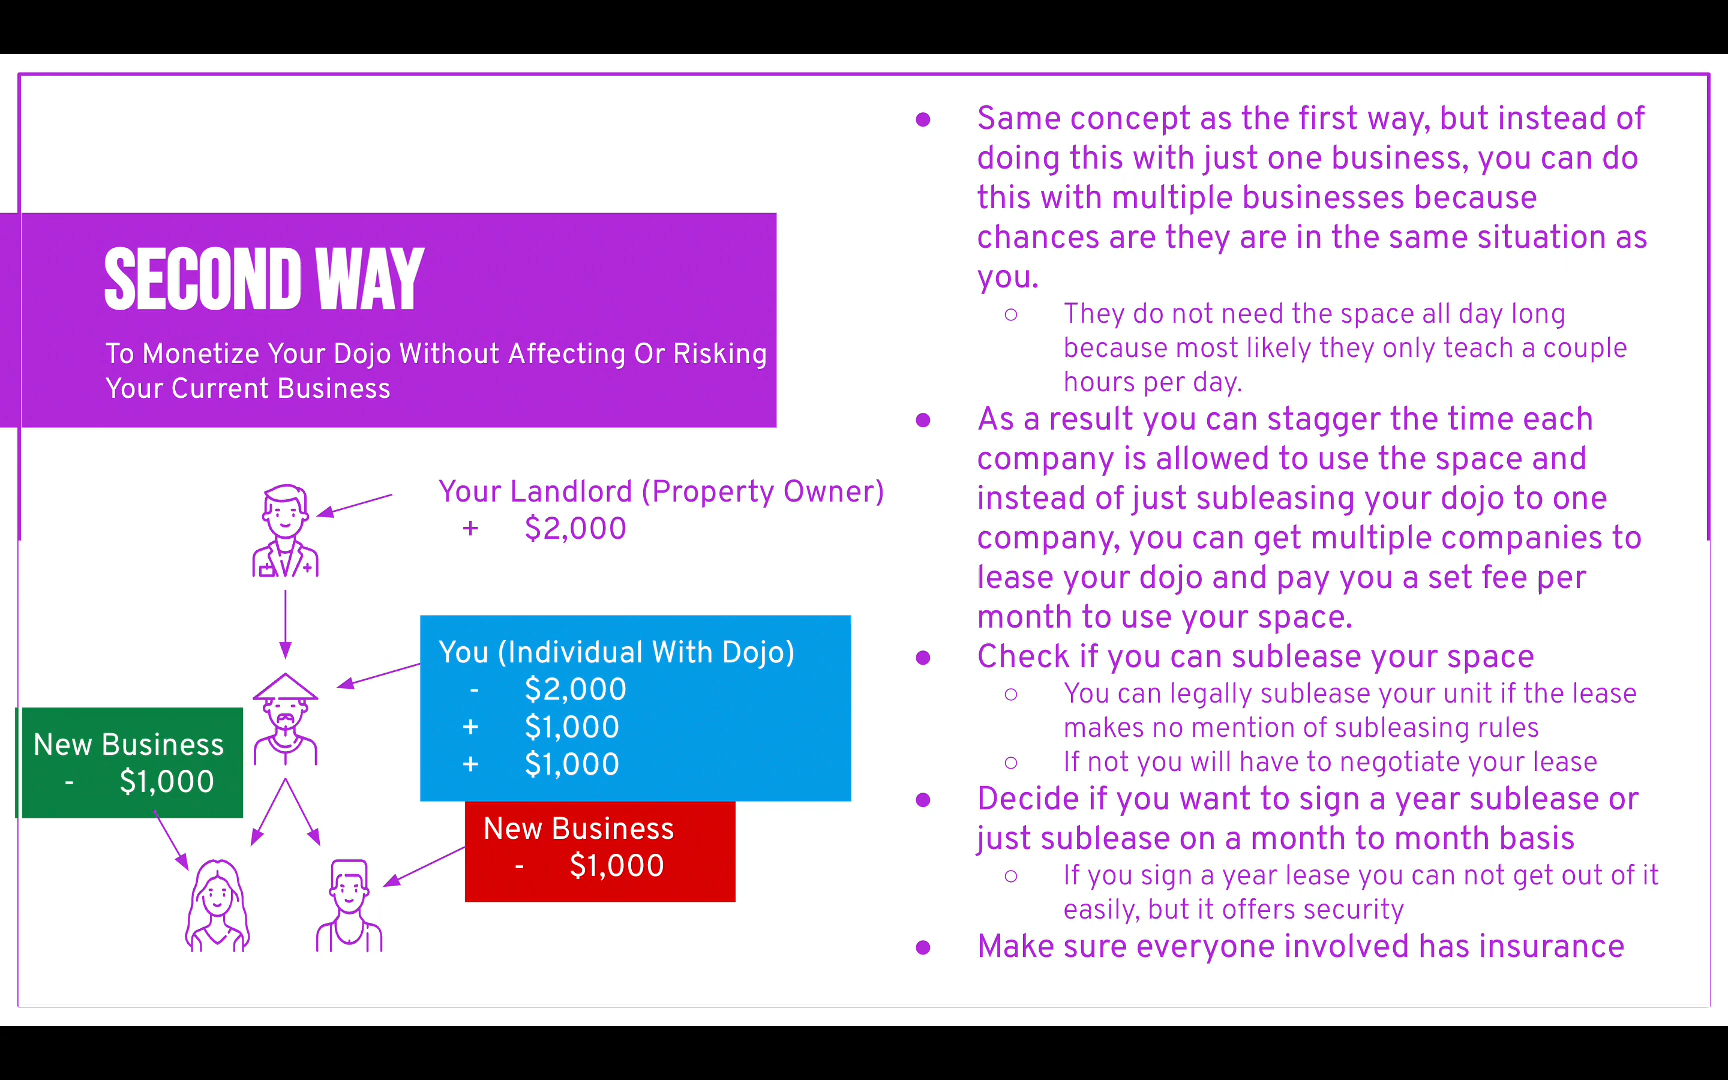 SECOND WAY
To Monetize Your Dojo Without Affecting Or Risking
Your Current Business
Your Landlord (Property Owner)
+ $2,000
You (Individual With Dojo)
- $2,000
+ $1,000
+ $1,000
New Business
- $1,000
New Business
- $1,000
● Same concept as the first way, but instead of
doing this with just one business, you can do
this with multiple businesses because
chances are they are in the same situation as
you.
○ They do not need the space all day long
because most likely they only teach a couple
hours per day.
● As a result you can stagger the time each
company is allowed to use the space and
instead of just subleasing your dojo to one
company, you can get multiple companies to
lease your dojo and pay you a set fee per
month to use your space.
● Check if you can sublease your space
○ You can legally sublease your unit if the lease
makes no mention of subleasing rules
○ If not you will have to negotiate your lease
● Decide if you want to sign a year sublease or
just sublease on a month to month basis
○ If you sign a year lease you can not get out of it
easily, but it offers security
● Make sure everyone involved has insurance